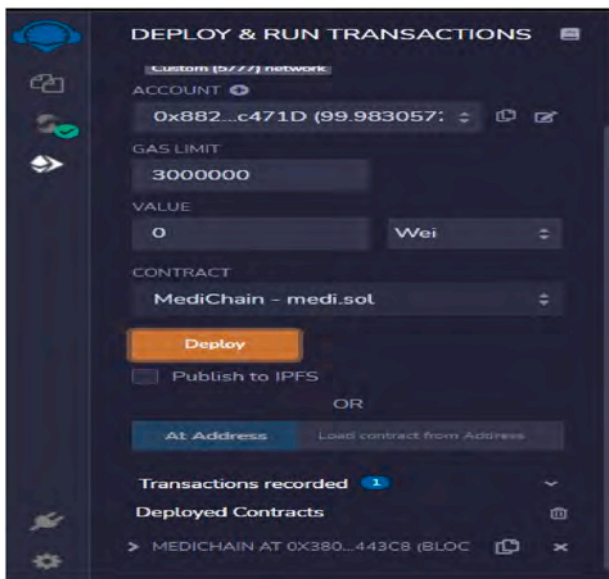 DEPLOY & RUN TRANSACTIONS
Custom (5777) network
ACCOUNT
0x882...c471D (99.9830573
GAS LIMIT
3000000
VALUE
0 Wei
CONTRACT
MediChain - medi.sol
Deploy
Publish to IPFS
OR
At Address Load contract from Address
Transactions recorded 1
Deployed Contracts
MEDICHAIN AT 0X380...443C8 (BLOC